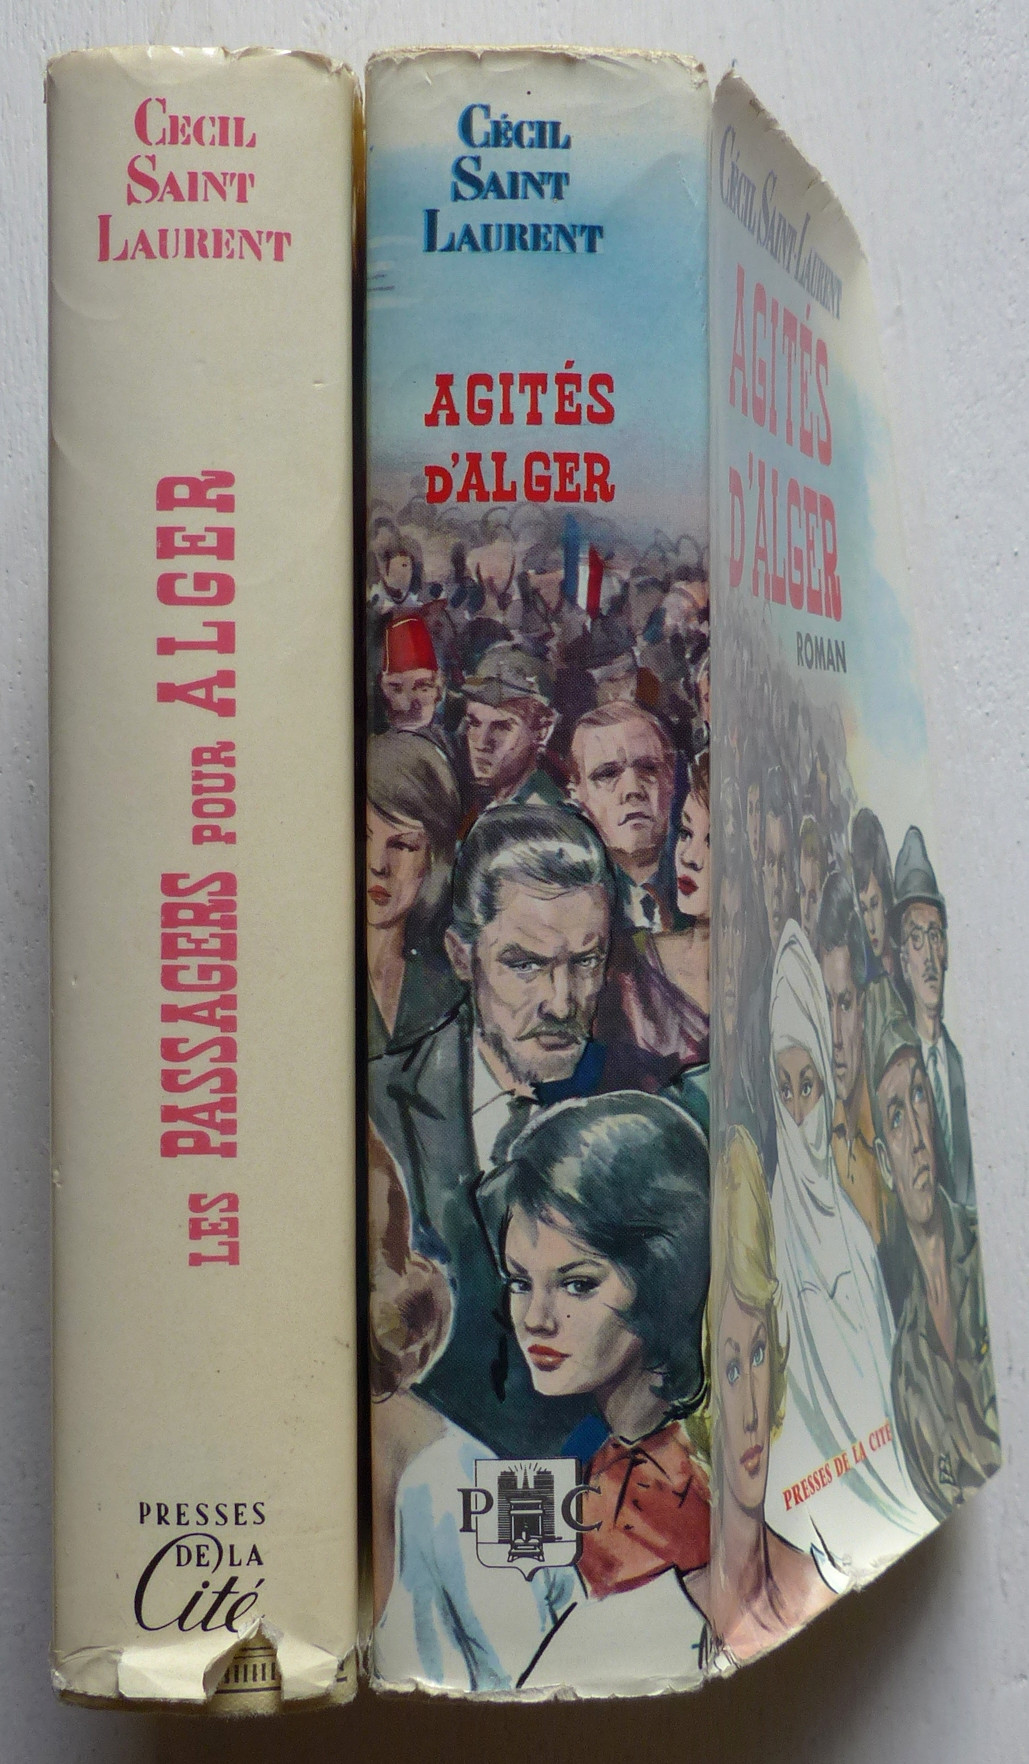 CECIL
SAINT
LAURENT
LES PASSAGERS POUR ALGER
PRESSES
DE LA
Cité
CÉCIL
SAINT
LAURENT
AGITÉS
D'ALGER
P C
CÉCIL SAINT-LAURENT
AGITÉS
D'ALGER
ROMAN
PRESSES DE LA CITÉ